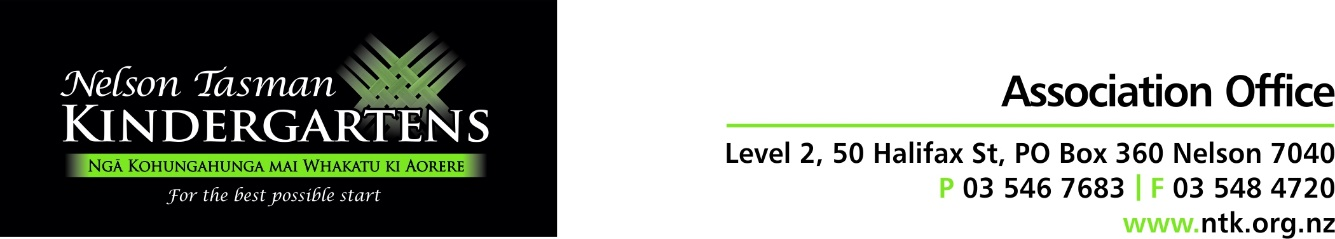 Nelson Tasman
KINDERGARTENS
NGĀ KOHUNGAHUNGA MAI WHAKATU KI AORERE
For the best possible start
Association Office
Level 2, 50 Halifax St, PO Box 360 Nelson 7040
P 03 546 7683 | F 03 548 4720
www.ntk.org.nz